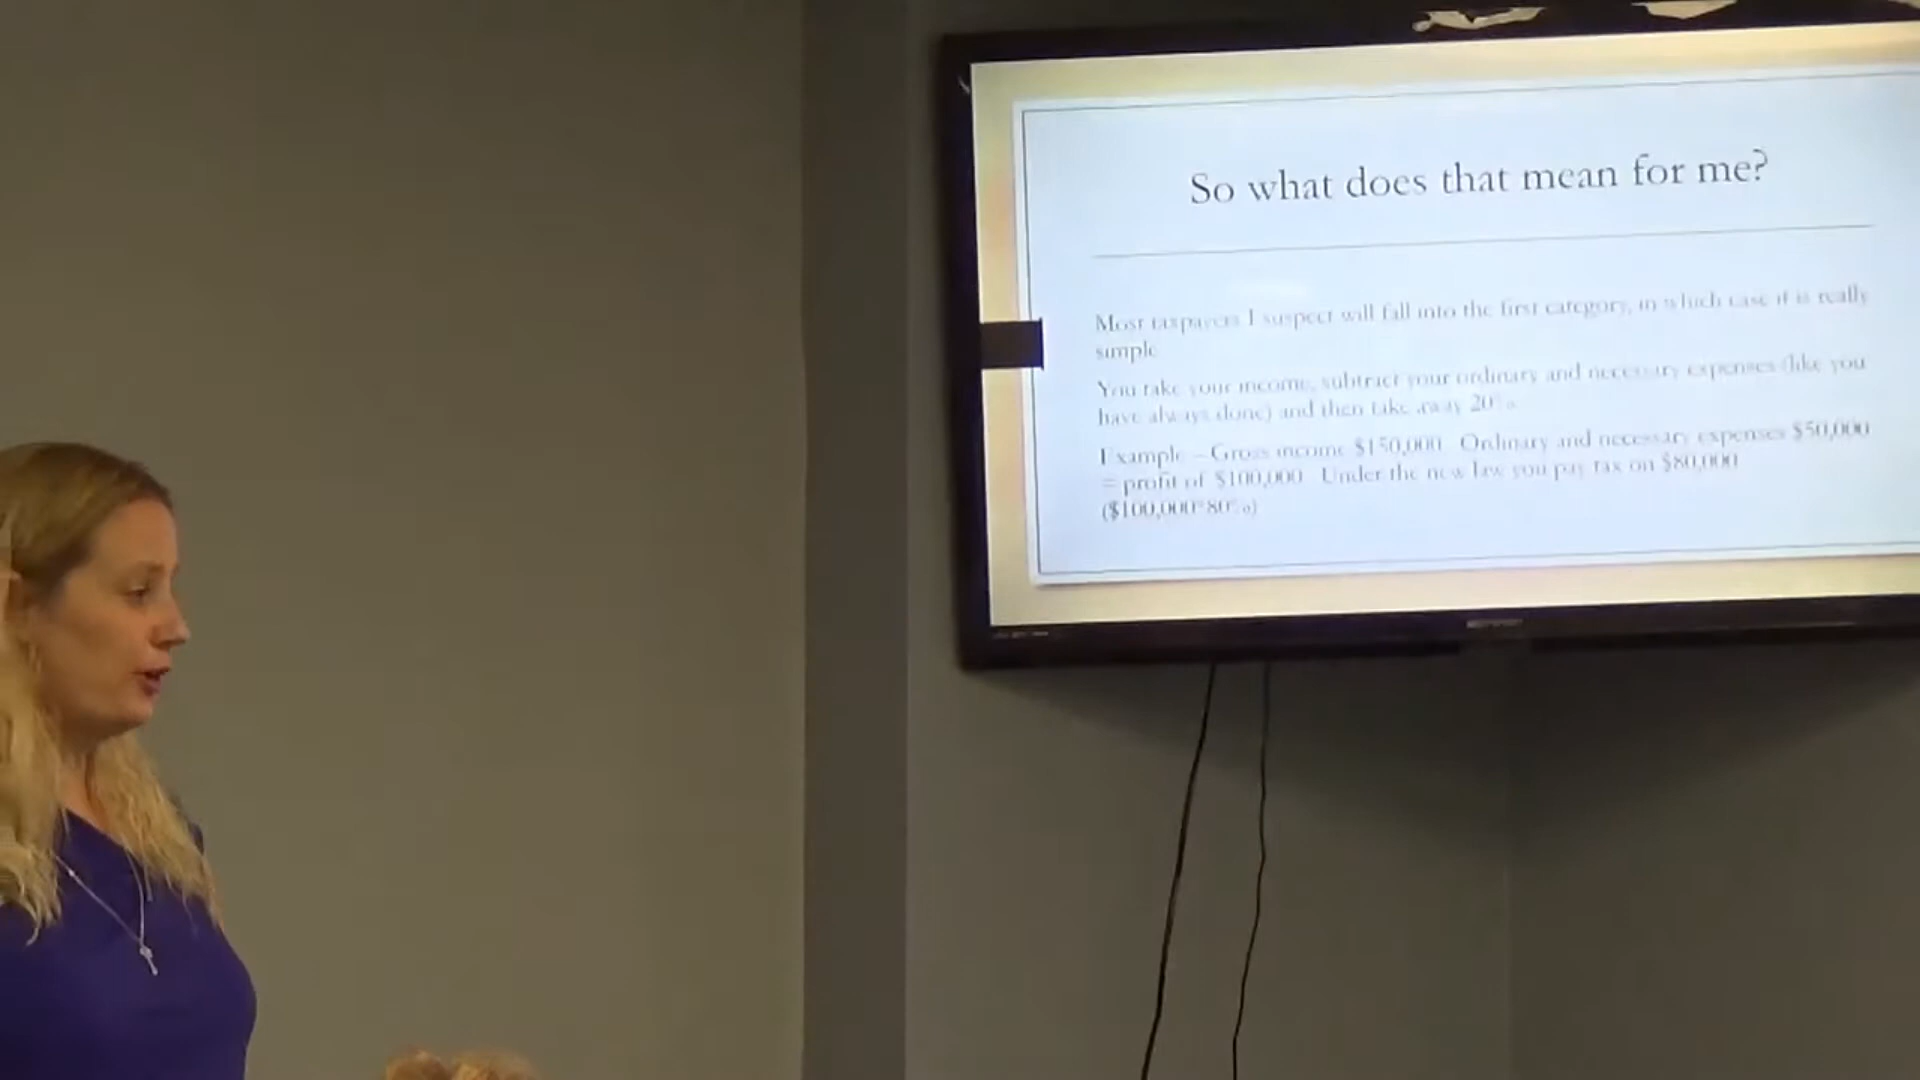 So what does that mean for me?
Most taxpayers I suspect will fall into the first category, in which case it is really
simple
You take your income, subtract your ordinary and necessary expenses (like you
have always done) and then take away 20%.
Example – Gross income $150,000 Ordinary and necessary expenses $50,000
= profit of $100,000 Under the new law you pay tax on $80,000
($100,000*80%)